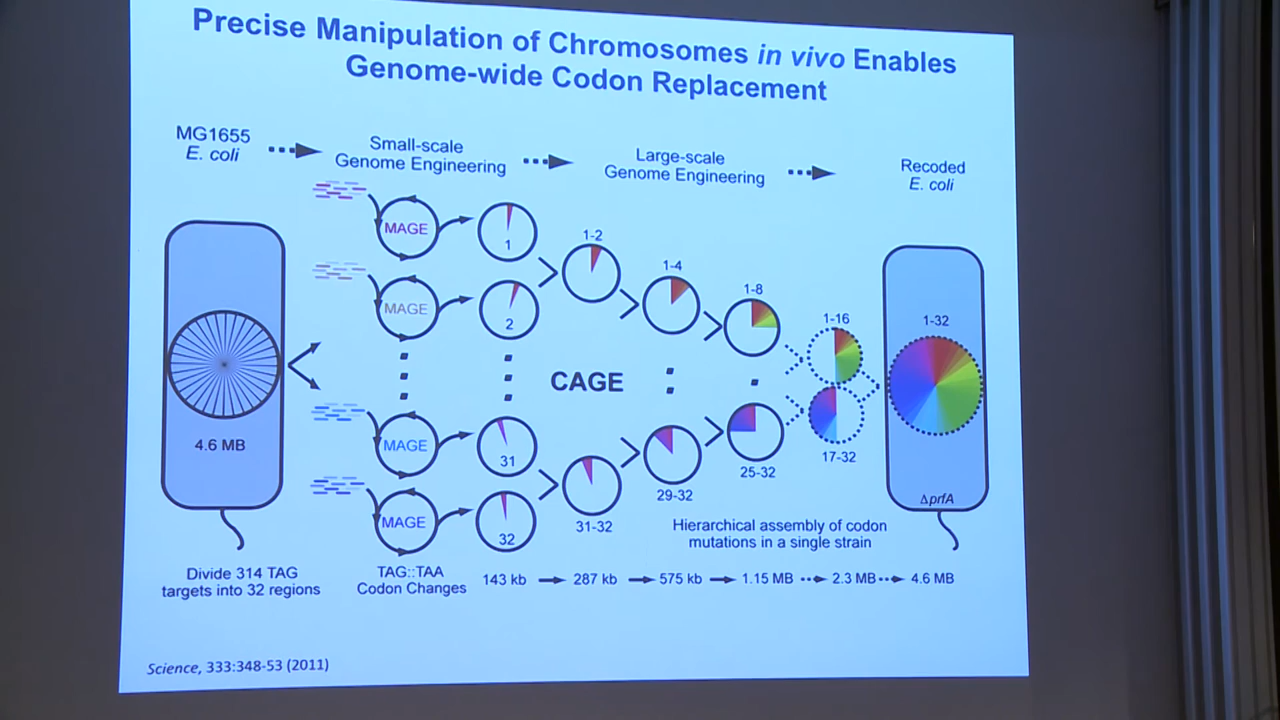 Precise Manipulation of Chromosomes in vivo Enables
Genome-wide Codon Replacement
MG1655
E. coli
Small-scale
Genome Engineering
Large-scale
Genome Engineering
Recoded
E. coli
MAGE
1
1-2
1-4
1-8
1-16
1-32
MAGE
2
CAGE
4.6 MB
MAGE
31
MAGE
32
31-32
29-32
25-32
17-32
ΔprfA
Hierarchical assembly of codon
mutations in a single strain
Divide 314 TAG
targets into 32 regions
TAG::TAA
Codon Changes
143 kb
287 kb
575 kb
1.15 MB
2.3 MB
4.6 MB
Science, 333:348-53 (2011)